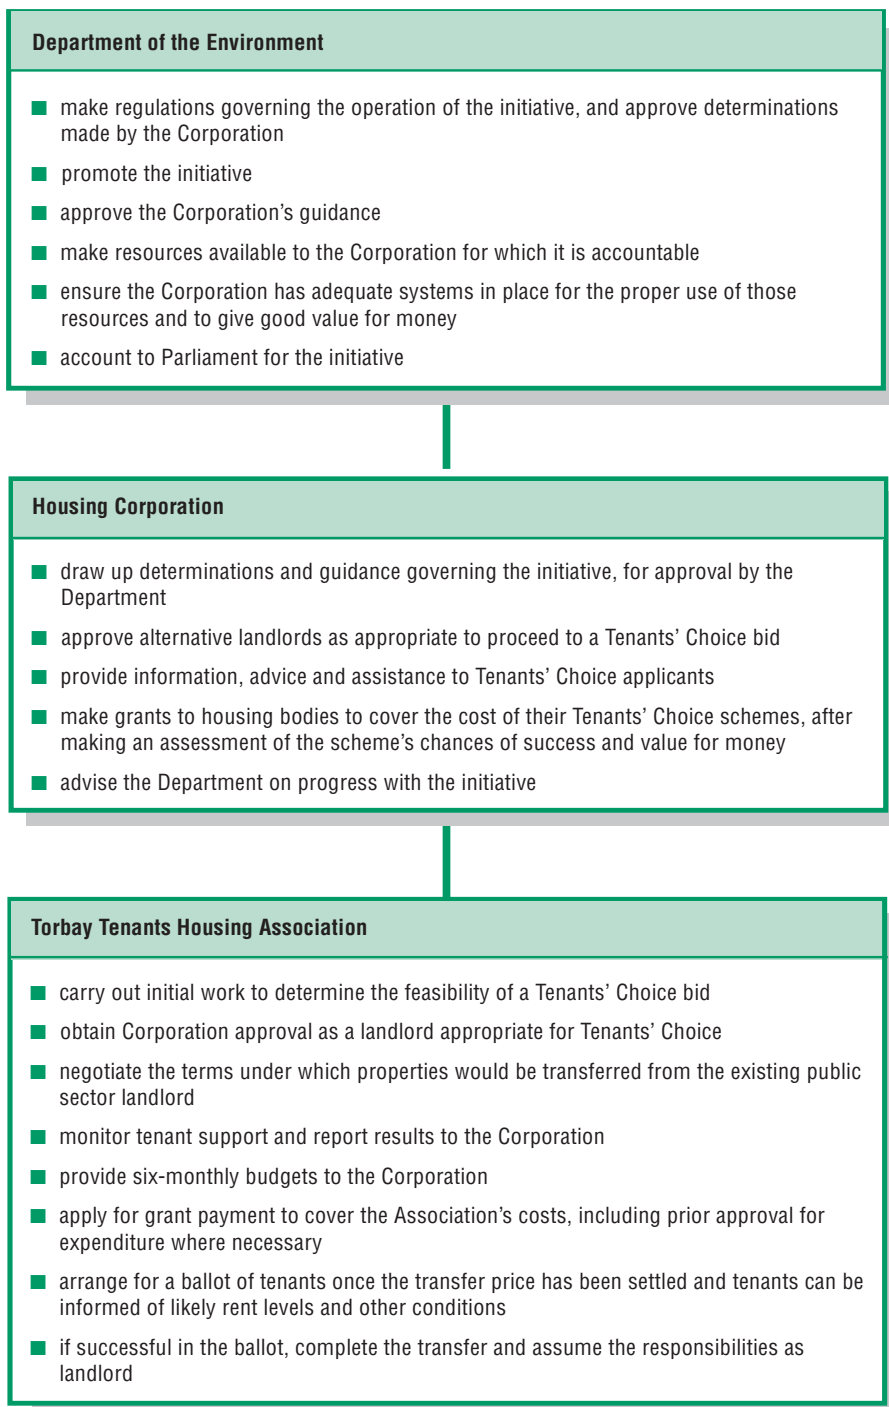 Department of the Environment
■ make regulations governing the operation of the initiative, and approve determinations
made by the Corporation
■ promote the initiative
■ approve the Corporation’s guidance
■ make resources available to the Corporation for which it is accountable
■ ensure the Corporation has adequate systems in place for the proper use of those
resources and to give good value for money
■ account to Parliament for the initiative
Housing Corporation
■ draw up determinations and guidance governing the initiative, for approval by the
Department
■ approve alternative landlords as appropriate to proceed to a Tenants’ Choice bid
■ provide information, advice and assistance to Tenants’ Choice applicants
■ make grants to housing bodies to cover the cost of their Tenants’ Choice schemes, after
making an assessment of the scheme’s chances of success and value for money
■ advise the Department on progress with the initiative
Torbay Tenants Housing Association
■ carry out initial work to determine the feasibility of a Tenants’ Choice bid
■ obtain Corporation approval as a landlord appropriate for Tenants’ Choice
■ negotiate the terms under which properties would be transferred from the existing public
sector landlord
■ monitor tenant support and report results to the Corporation
■ provide six-monthly budgets to the Corporation
■ apply for grant payment to cover the Association’s costs, including prior approval for
expenditure where necessary
■ arrange for a ballot of tenants once the transfer price has been settled and tenants can be
informed of likely rent levels and other conditions
■ if successful in the ballot, complete the transfer and assume the responsibilities as
landlord